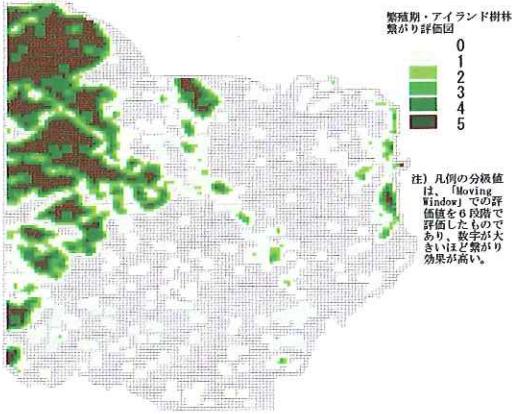 繁殖期・アイランド樹林
繋がり評価図
0
1
2
3
4
5
注) 凡例の分級値
は、「Moving
Window」での評
価値を6段階で
評価したもので
あり、数字が大
きいほど繋がり
効果が高い。